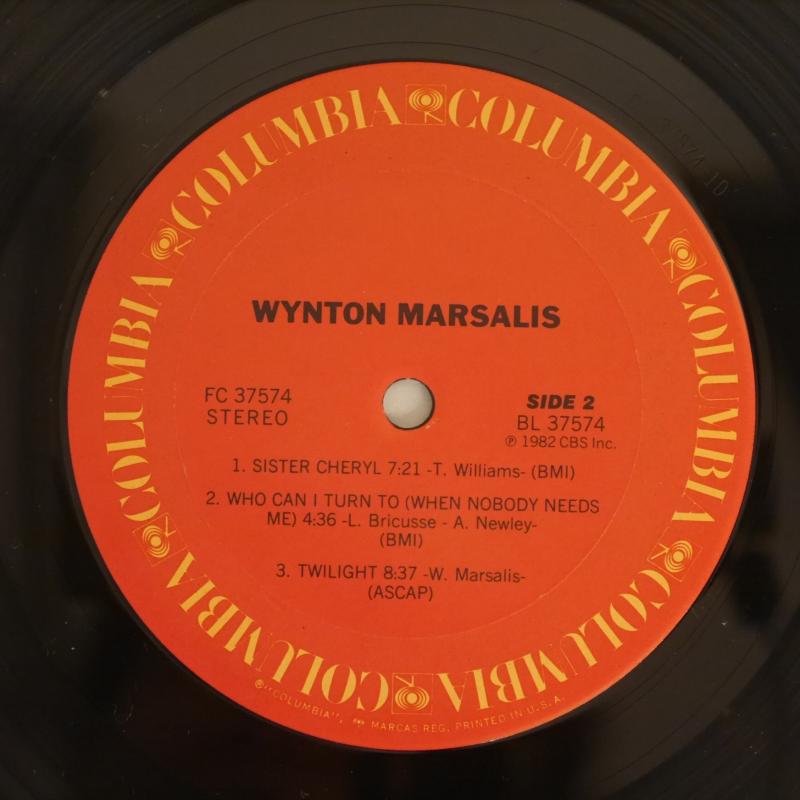 COLUMBIA COLUMBIA COLUMBIA COLUMBIA COLUMBIA COLUMBIA
WYNTON MARSALIS
FC 37574
STEREO
SIDE 2
BL 37574
℗ 1982 CBS Inc.
1. SISTER CHERYL 7:21 -T. Williams- (BMI)
2. WHO CAN I TURN TO (WHEN NOBODY NEEDS
ME) 4:36 -L. Bricusse - A. Newley-
(BMI)
3. TWILIGHT 8:37 -W. Marsalis-
(ASCAP)
®"COLUMBIA", MARCAS REG. PRINTED IN U.S.A.